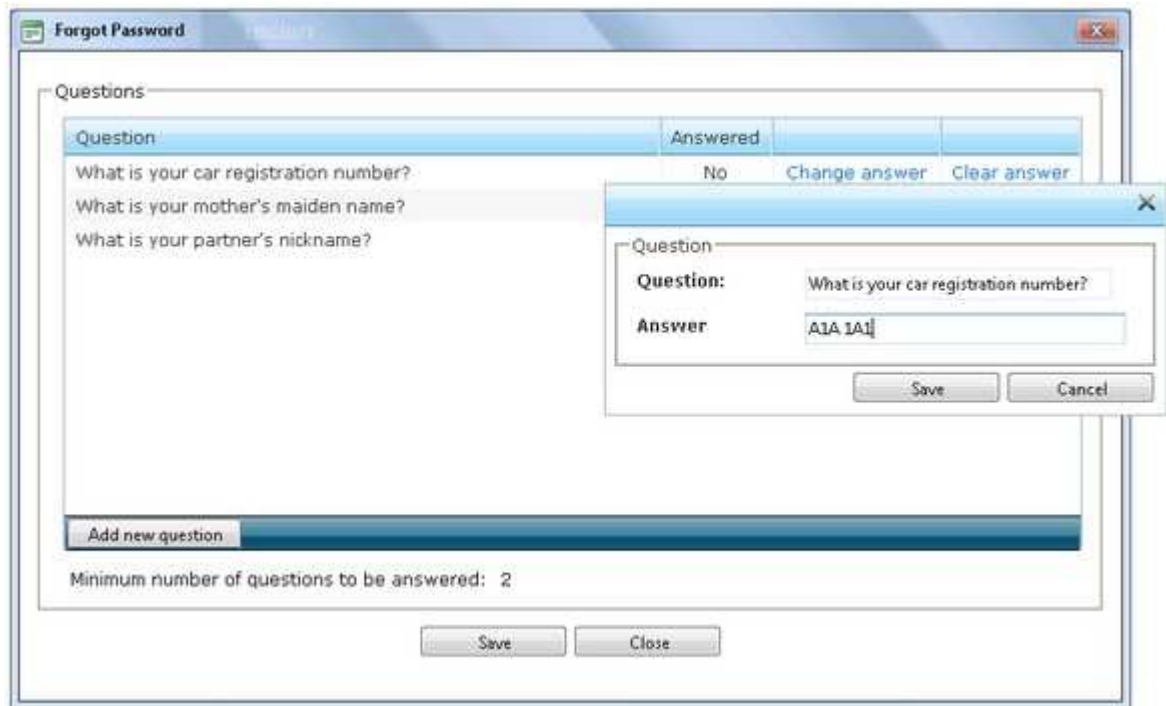 Forgot Password
Questions
Question Answered
What is your car registration number? No Change answer Clear answer
What is your mother's maiden name?
What is your partner's nickname?
Question
Question: What is your car registration number?
Answer A1A 1A1
Save Cancel
Add new question
Minimum number of questions to be answered: 2
Save Close